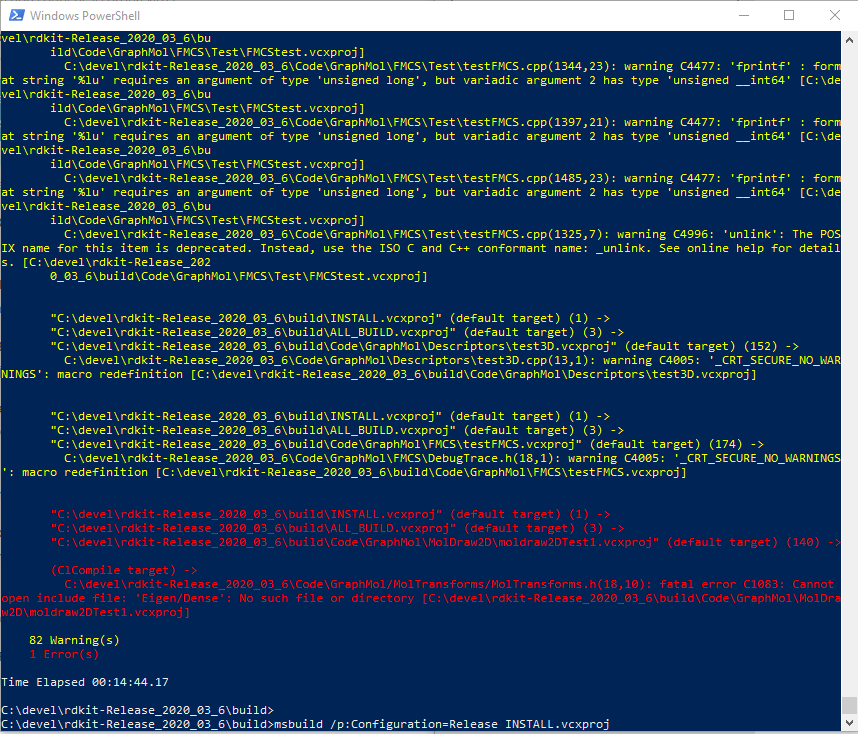 Windows PowerShell
vel\rdkit-Release_2020_03_6\bu
ild\Code\GraphMol\FMCS\Test\FMCStest.vcxproj]
C:\devel\rdkit-Release_2020_03_6\Code\GraphMol\FMCS\Test\testFMCS.cpp(1344,23): warning C4477: 'fprintf' : form
at string '%lu' requires an argument of type 'unsigned long', but variadic argument 2 has type 'unsigned __int64' [C:\de
vel\rdkit-Release_2020_03_6\bu
ild\Code\GraphMol\FMCS\Test\FMCStest.vcxproj]
C:\devel\rdkit-Release_2020_03_6\Code\GraphMol\FMCS\Test\testFMCS.cpp(1397,21): warning C4477: 'fprintf' : form
at string '%lu' requires an argument of type 'unsigned long', but variadic argument 2 has type 'unsigned __int64' [C:\de
vel\rdkit-Release_2020_03_6\bu
ild\Code\GraphMol\FMCS\Test\FMCStest.vcxproj]
C:\devel\rdkit-Release_2020_03_6\Code\GraphMol\FMCS\Test\testFMCS.cpp(1485,23): warning C4477: 'fprintf' : form
at string '%lu' requires an argument of type 'unsigned long', but variadic argument 2 has type 'unsigned __int64' [C:\de
vel\rdkit-Release_2020_03_6\bu
ild\Code\GraphMol\FMCS\Test\FMCStest.vcxproj]
C:\devel\rdkit-Release_2020_03_6\Code\GraphMol\FMCS\Test\testFMCS.cpp(1325,7): warning C4996: 'unlink': The POS
IX name for this item is deprecated. Instead, use the ISO C and C++ conformant name: _unlink. See online help for detail
s. [C:\devel\rdkit-Release_202
0_03_6\build\Code\GraphMol\FMCS\Test\FMCStest.vcxproj]
"C:\devel\rdkit-Release_2020_03_6\build\INSTALL.vcxproj" (default target) (1) ->
"C:\devel\rdkit-Release_2020_03_6\build\ALL_BUILD.vcxproj" (default target) (3) ->
"C:\devel\rdkit-Release_2020_03_6\build\Code\GraphMol\Descriptors\test3D.vcxproj" (default target) (152) ->
C:\devel\rdkit-Release_2020_03_6\Code\GraphMol\Descriptors\test3D.cpp(13,1): warning C4005: '_CRT_SECURE_NO_WAR
NINGS': macro redefinition [C:\devel\rdkit-Release_2020_03_6\build\Code\GraphMol\Descriptors\test3D.vcxproj]
"C:\devel\rdkit-Release_2020_03_6\build\INSTALL.vcxproj" (default target) (1) ->
"C:\devel\rdkit-Release_2020_03_6\build\ALL_BUILD.vcxproj" (default target) (3) ->
"C:\devel\rdkit-Release_2020_03_6\build\Code\GraphMol\FMCS\testFMCS.vcxproj" (default target) (174) ->
C:\devel\rdkit-Release_2020_03_6\Code\GraphMol\FMCS\DebugTrace.h(18,1): warning C4005: '_CRT_SECURE_NO_WARNINGS
': macro redefinition [C:\devel\rdkit-Release_2020_03_6\build\Code\GraphMol\FMCS\testFMCS.vcxproj]
"C:\devel\rdkit-Release_2020_03_6\build\INSTALL.vcxproj" (default target) (1) ->
"C:\devel\rdkit-Release_2020_03_6\build\ALL_BUILD.vcxproj" (default target) (3) ->
"C:\devel\rdkit-Release_2020_03_6\build\Code\GraphMol\MolDraw2D\moldraw2DTest1.vcxproj" (default target) (140) ->
(ClCompile target) ->
C:\devel\rdkit-Release_2020_03_6\Code\GraphMol/MolTransforms/MolTransforms.h(18,10): fatal error C1083: Cannot
open include file: 'Eigen/Dense': No such file or directory [C:\devel\rdkit-Release_2020_03_6\build\Code\GraphMol\MolDra
w2D\moldraw2DTest1.vcxproj]
82 Warning(s)
1 Error(s)
Time Elapsed 00:14:44.17
C:\devel\rdkit-Release_2020_03_6\build>
C:\devel\rdkit-Release_2020_03_6\build>msbuild /p:Configuration=Release INSTALL.vcxproj